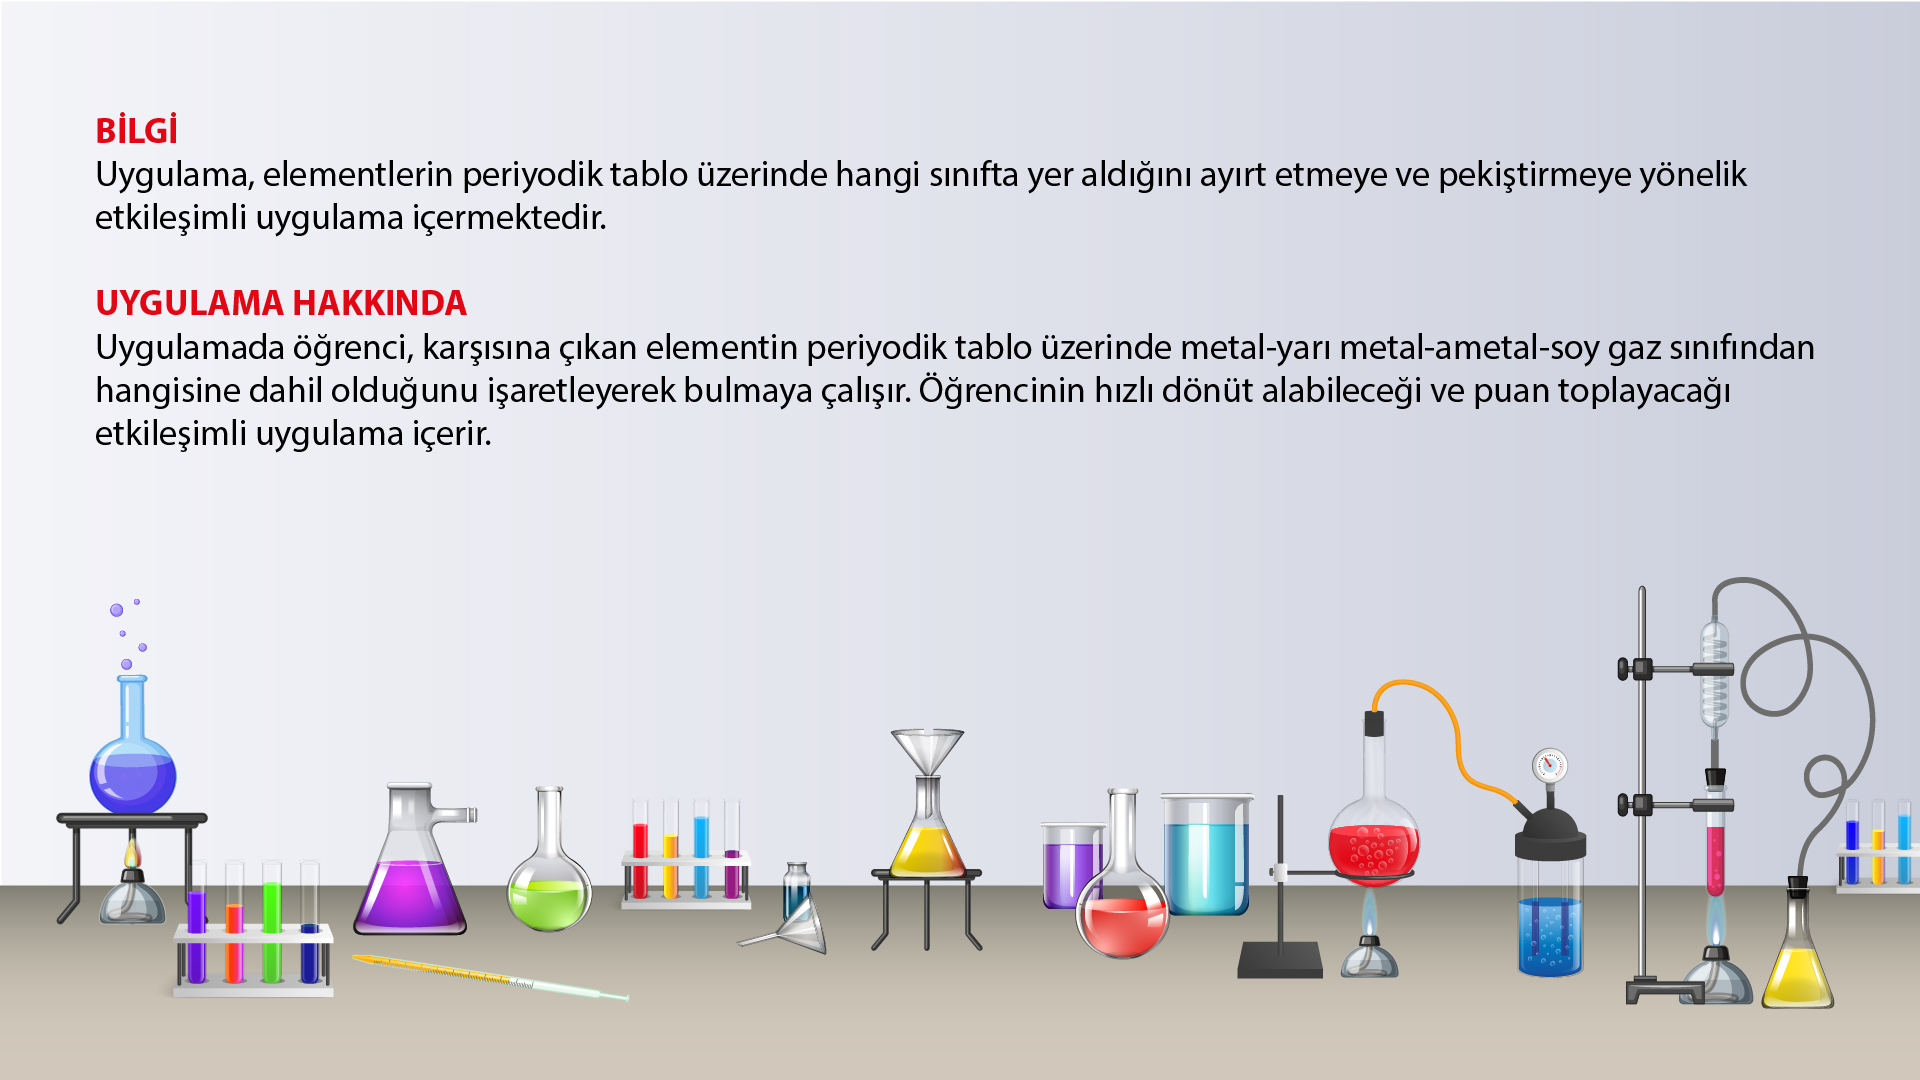 BİLGİ
Uygulama, elementlerin periyodik tablo üzerinde hangi sınıfta yer aldığını ayırt etmeye ve pekiştirmeye yönelik
etkileşimli uygulama içermektedir.
UYGULAMA HAKKINDA
Uygulamada öğrenci, karşısına çıkan elementin periyodik tablo üzerinde metal-yarı metal-ametal-soy gaz sınıfından
hangisine dahil olduğunu işaretleyerek bulmaya çalışır. Öğrencinin hızlı dönüt alabileceği ve puan toplayacağı
etkileşimli uygulama içerir.